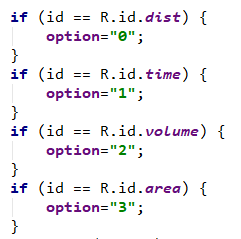 if (id == R.id.dist) {
    option="0";
}
if (id == R.id.time) {
    option="1";
}
if (id == R.id.volume) {
    option="2";
}
if (id == R.id.area) {
    option="3";
}